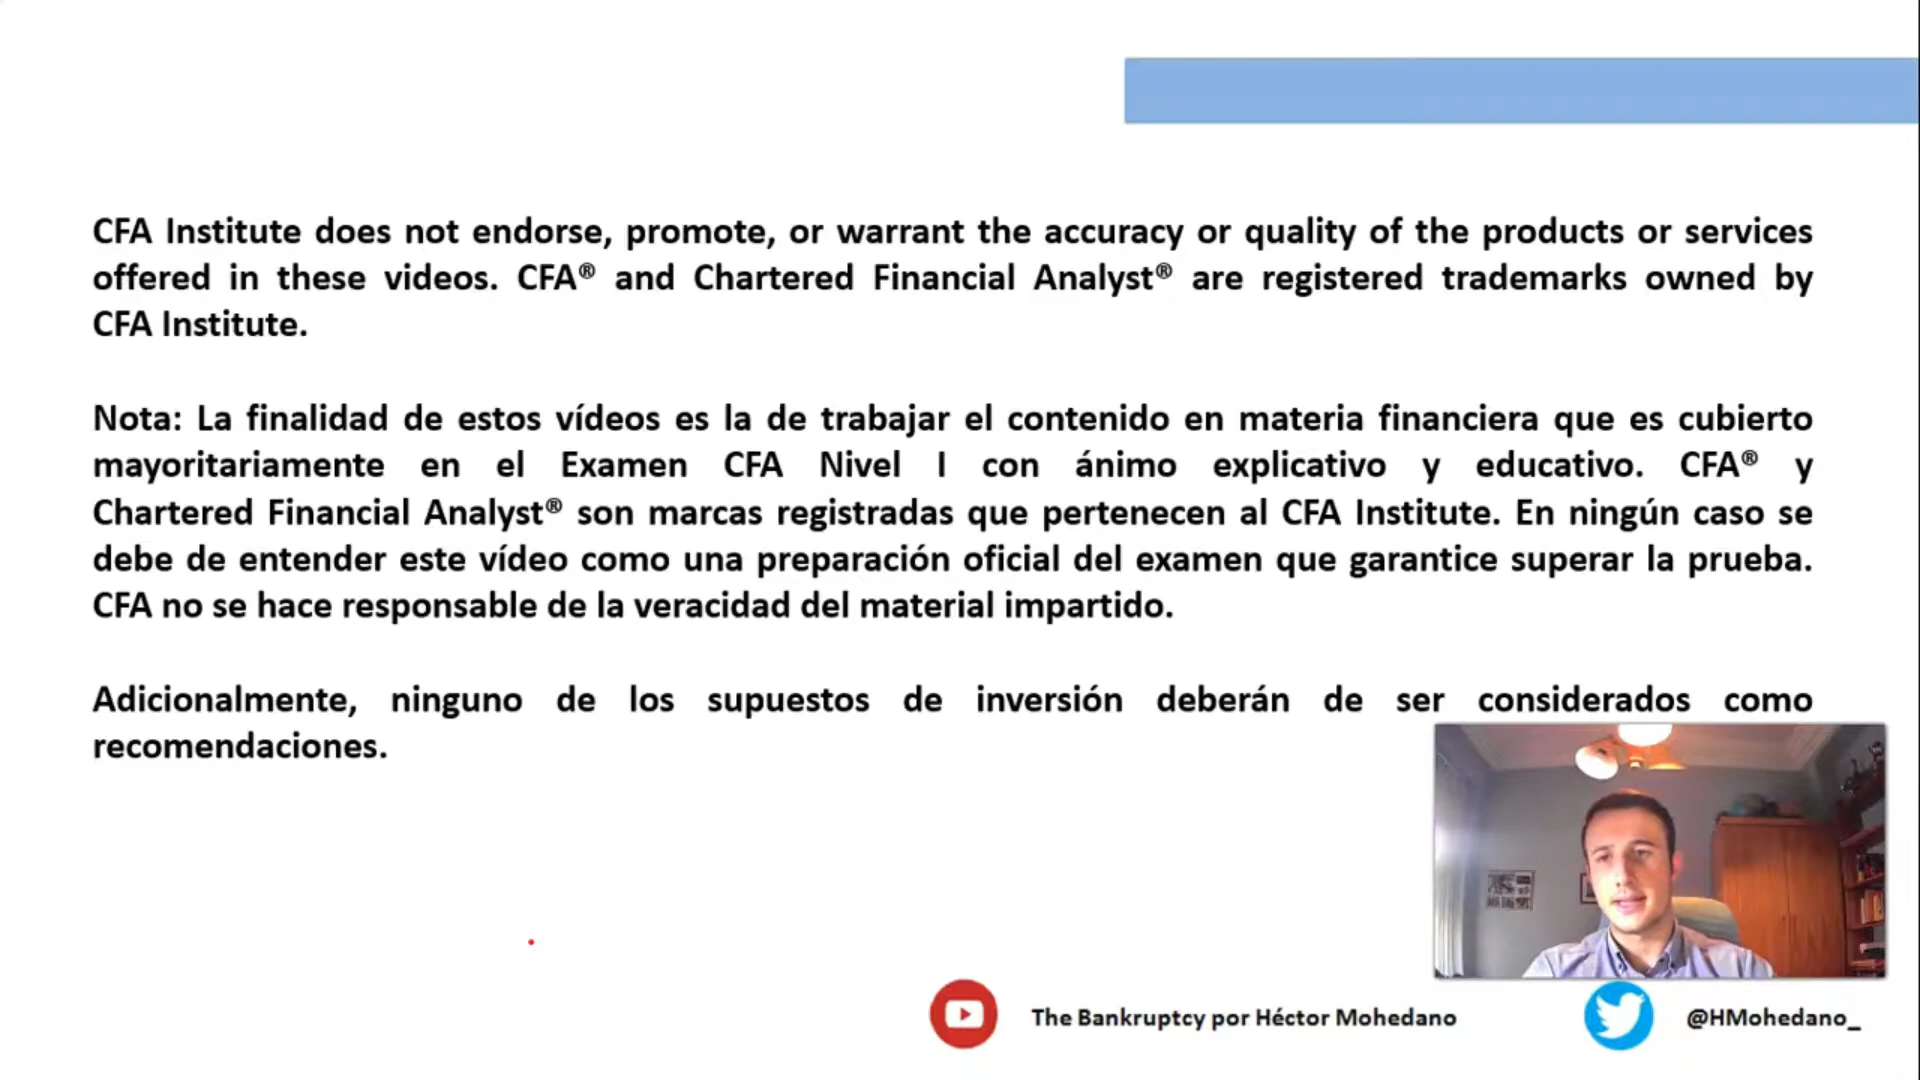 CFA Institute does not endorse, promote, or warrant the accuracy or quality of the products or services
offered in these videos. CFA® and Chartered Financial Analyst® are registered trademarks owned by
CFA Institute.
Nota: La finalidad de estos vídeos es la de trabajar el contenido en materia financiera que es cubierto
mayoritariamente en el Examen CFA Nivel I con ánimo explicativo y educativo. CFA® y
Chartered Financial Analyst® son marcas registradas que pertenecen al CFA Institute. En ningún caso se
debe de entender este vídeo como una preparación oficial del examen que garantice superar la prueba.
CFA no se hace responsable de la veracidad del material impartido.
Adicionalmente, ninguno de los supuestos de inversión deberán de ser considerados como
recomendaciones.
The Bankruptcy por Héctor Mohedano
@HMohedano_